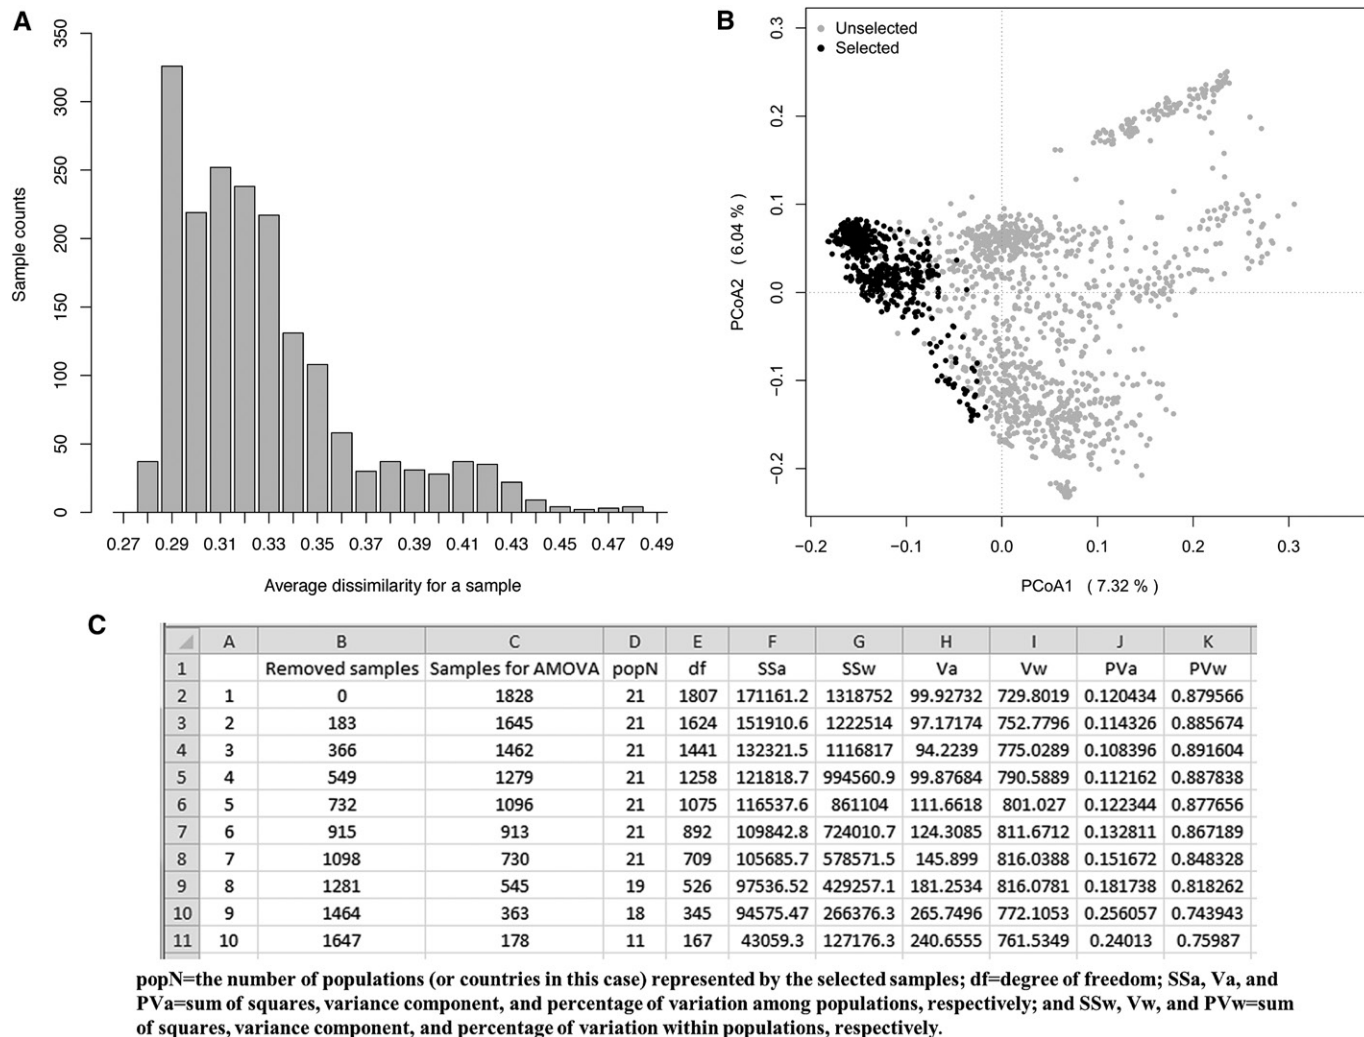 A
350
300
250
200
150
100
50
0
Sample counts
0.27 0.29 0.31 0.33 0.35 0.37 0.39 0.41 0.43 0.45 0.47 0.49
Average dissimilarity for a sample
B
Unselected
Selected
0.3
0.2
0.1
0.0
−0.1
−0.2
PCoA2 ( 6.04 % )
−0.2 −0.1 0.0 0.1 0.2 0.3
PCoA1 ( 7.32 % )
C
A B C D E F G H I J K
1 Removed samples Samples for AMOVA popN df SSa SSw Va Vw PVa PVw
2 1 0 1828 21 1807 171161.2 1318752 99.92732 729.8019 0.120434 0.879566
3 2 183 1645 21 1624 151910.6 1222514 97.17174 752.7796 0.114326 0.885674
4 3 366 1462 21 1441 132321.5 1116817 94.2239 775.0289 0.108396 0.891604
5 4 549 1279 21 1258 121818.7 994560.9 99.87684 790.5889 0.112162 0.887838
6 5 732 1096 21 1075 116537.6 861104 111.6618 801.027 0.122344 0.877656
7 6 915 913 21 892 109842.8 724010.7 124.3085 811.6712 0.132811 0.867189
8 7 1098 730 21 709 105685.7 578571.5 145.899 816.0388 0.151672 0.848328
9 8 1281 545 19 526 97536.52 429257.1 181.2534 816.0781 0.181738 0.818262
10 9 1464 363 18 345 94575.47 266376.3 265.7496 772.1053 0.256057 0.743943
11 10 1647 178 11 167 43059.3 127176.3 240.6555 761.5349 0.24013 0.75987
popN=the number of populations (or countries in this case) represented by the selected samples; df=degree of freedom; SSa, Va, and
PVa=sum of squares, variance component, and percentage of variation among populations, respectively; and SSw, Vw, and PVw=sum
of squares, variance component, and percentage of variation within populations, respectively.